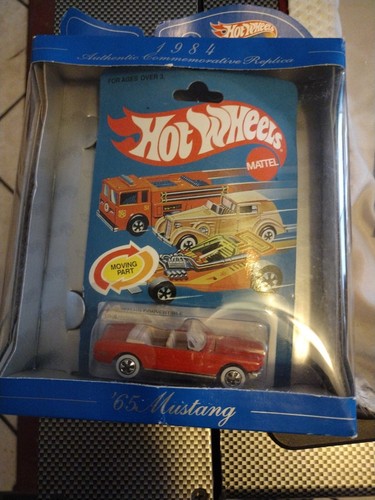 Hot Wheels
1984
Authentic Commemorative Replica
FOR AGES OVER 3
Hot Wheels
MATTEL
MOVING
PART
'65 Mustang